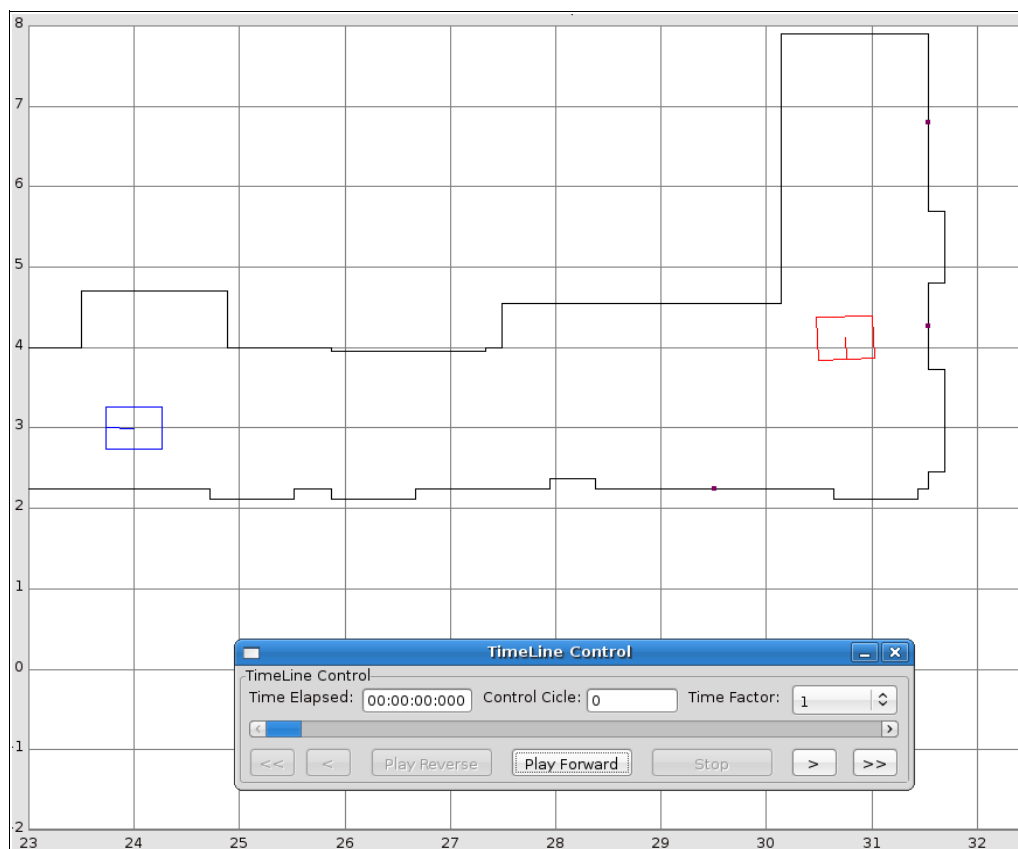 8
7
6
5
4
3
2
1
0
-1
-2
TimeLine Control
TimeLine Control
Time Elapsed: 00:00:00:000 Control Cicle: 0 Time Factor: 1
<< < Play Reverse Play Forward Stop > >>
23 24 25 26 27 28 29 30 31 32